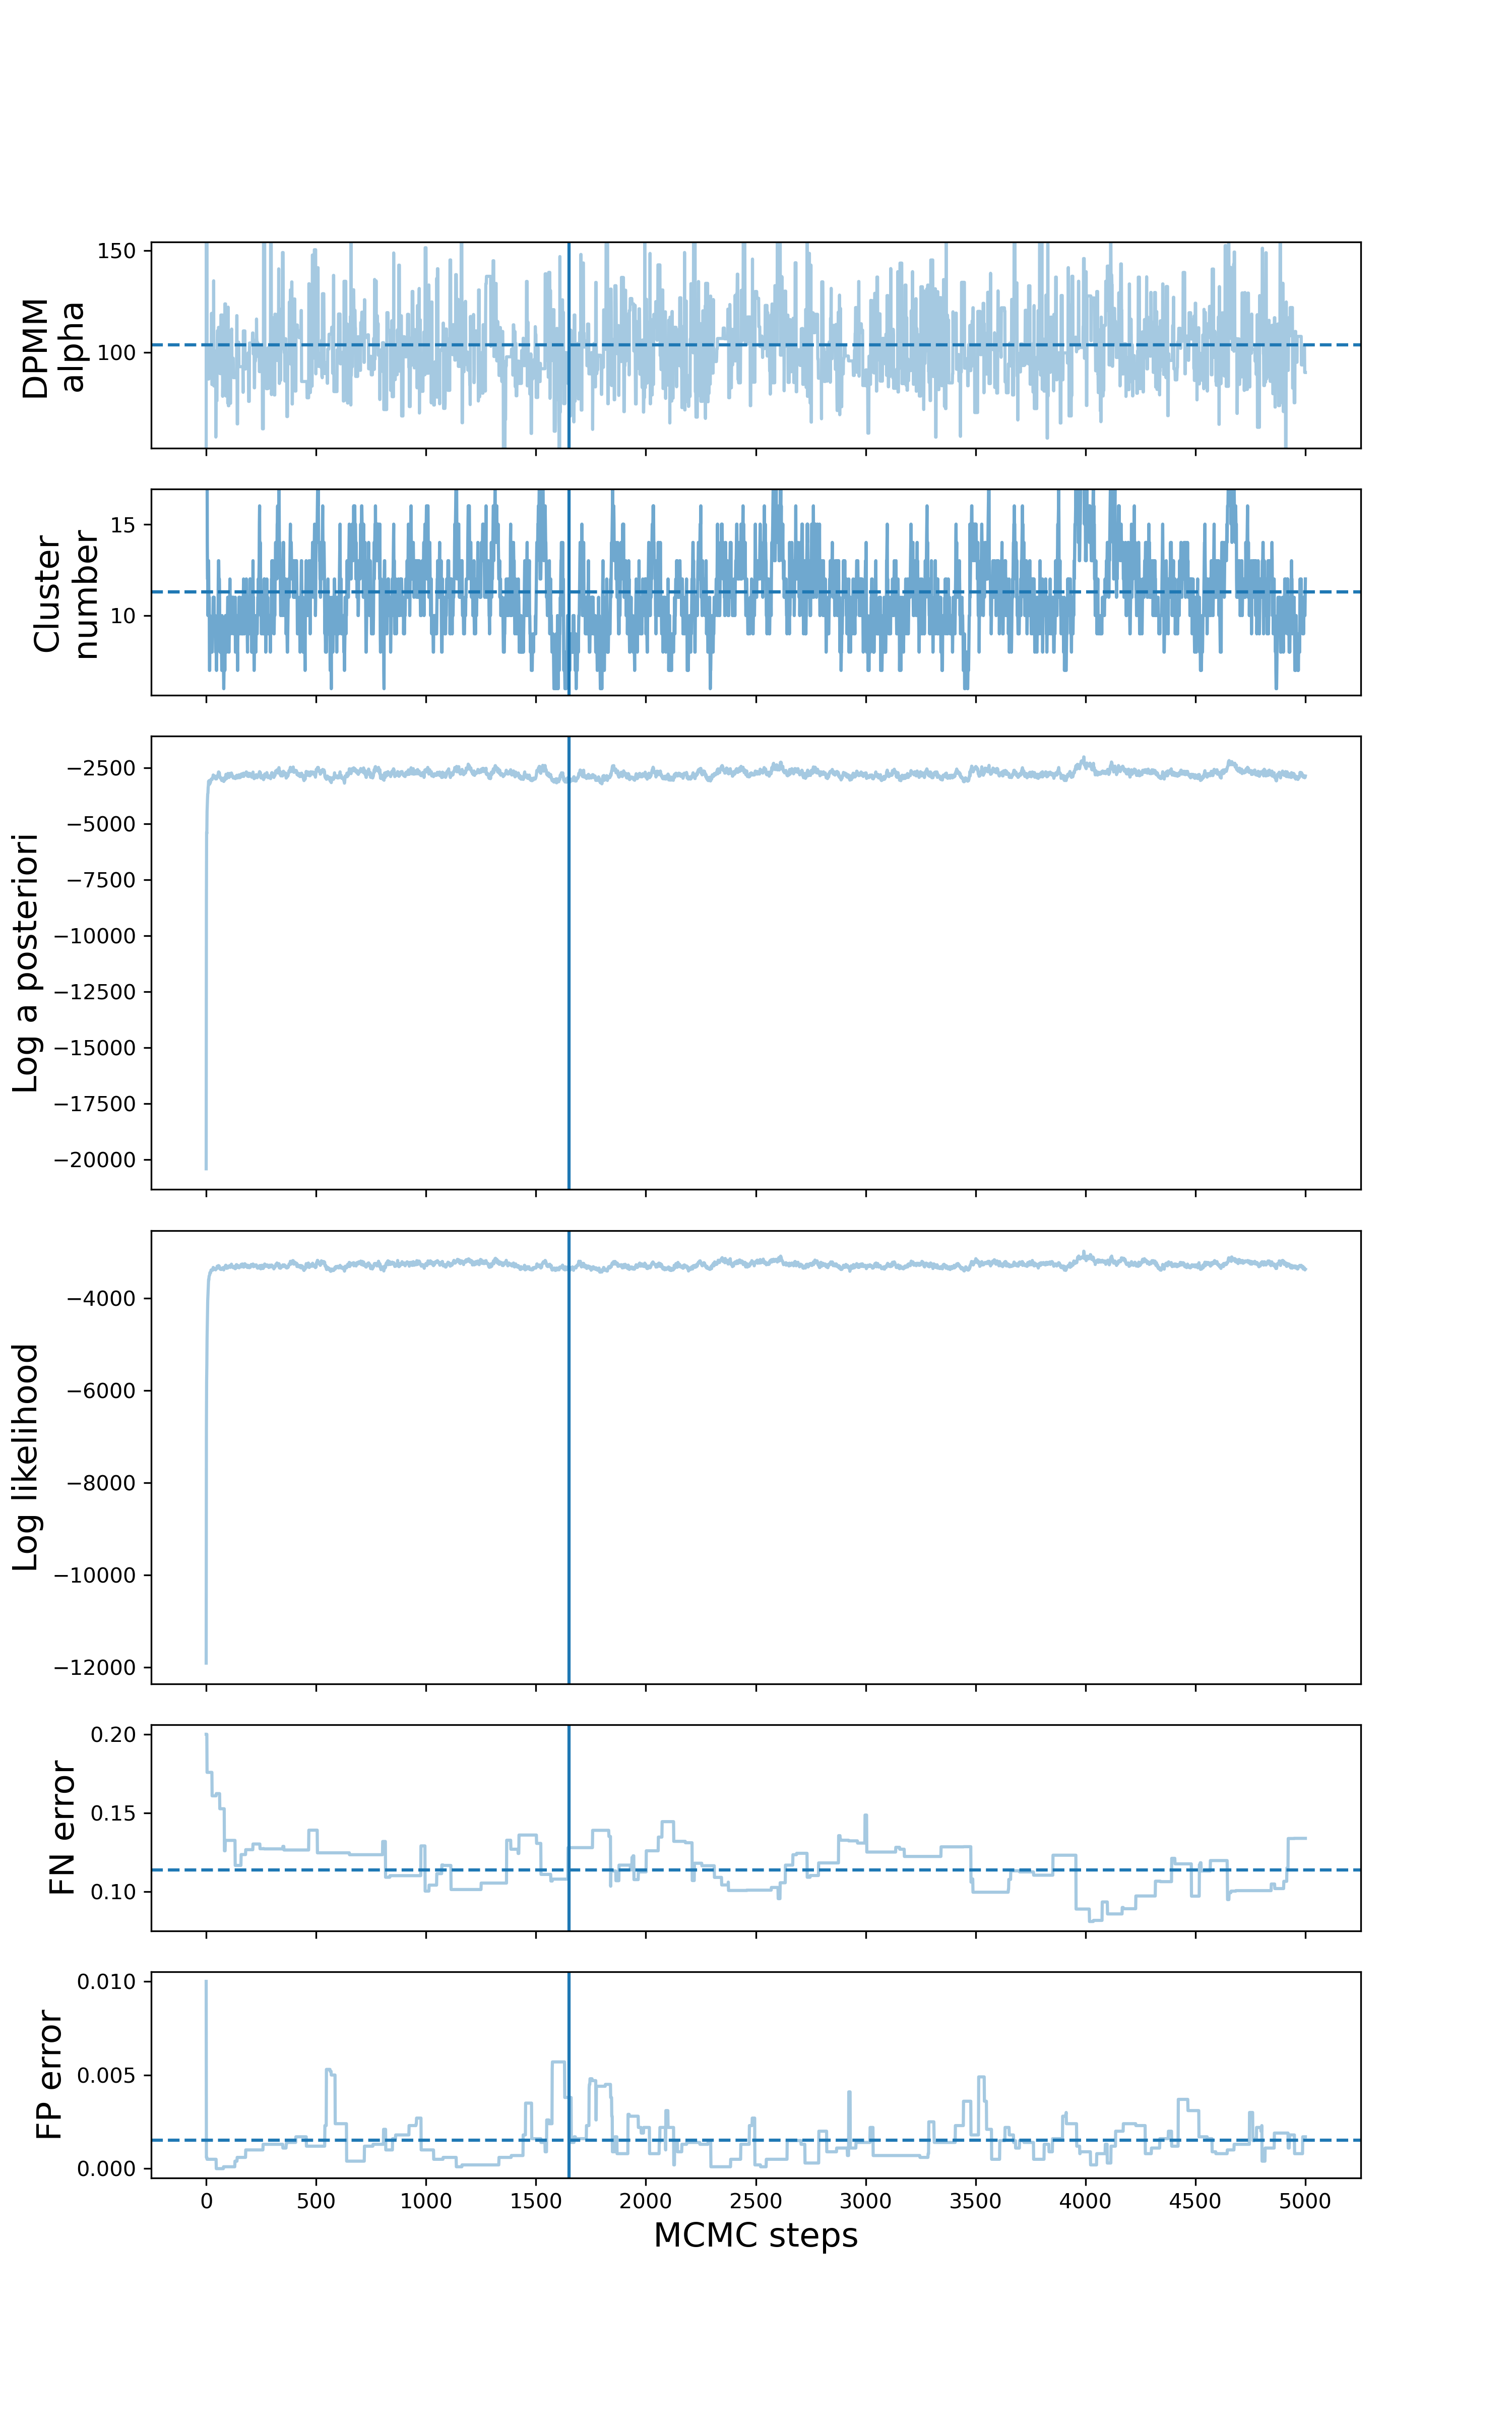 DPMM
alpha
150
100
Cluster
number
15
10
Log a posteriori
−2500
−5000
−7500
−10000
−12500
−15000
−17500
−20000
Log likelihood
−4000
−6000
−8000
−10000
−12000
FN error
0.20
0.15
0.10
FP error
0.010
0.005
0.000
0 500 1000 1500 2000 2500 3000 3500 4000 4500 5000
MCMC steps